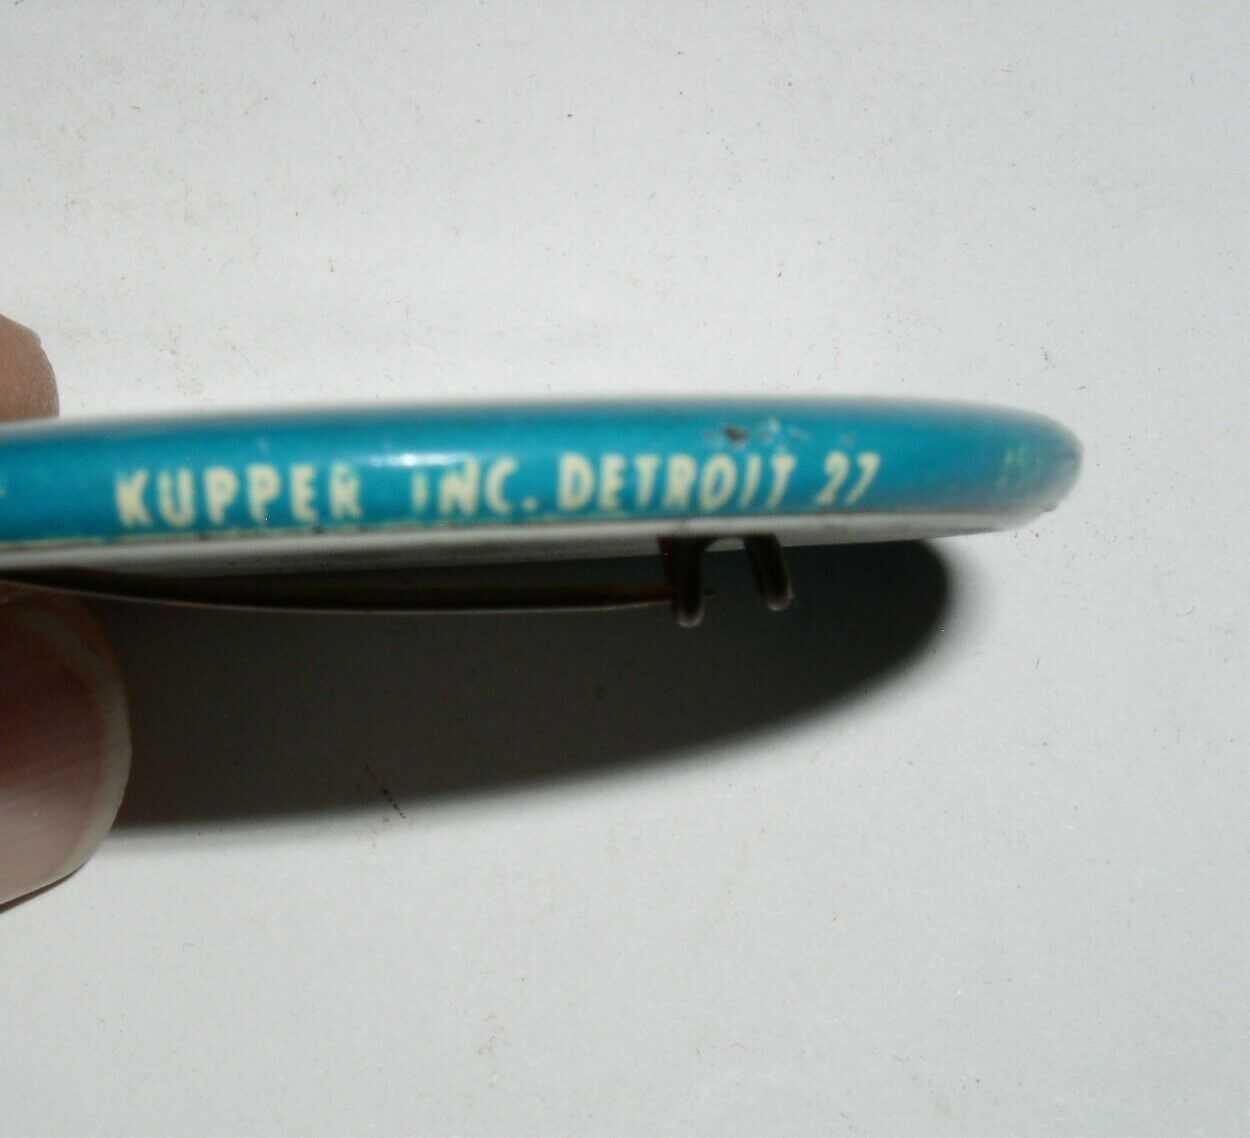 KUPPER INC. DETROIT 27